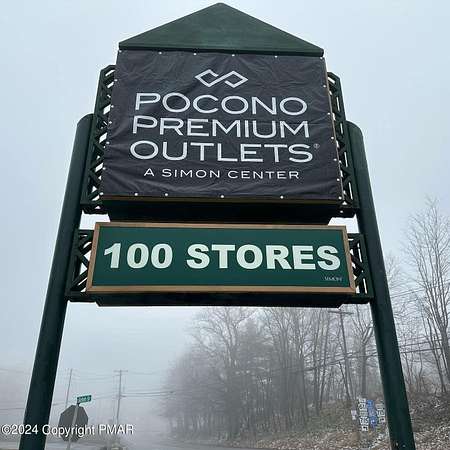 POCONO
PREMIUM
OUTLETS®
A SIMON CENTER
100 STORES
SIMON
©2024 Copyright PMAR